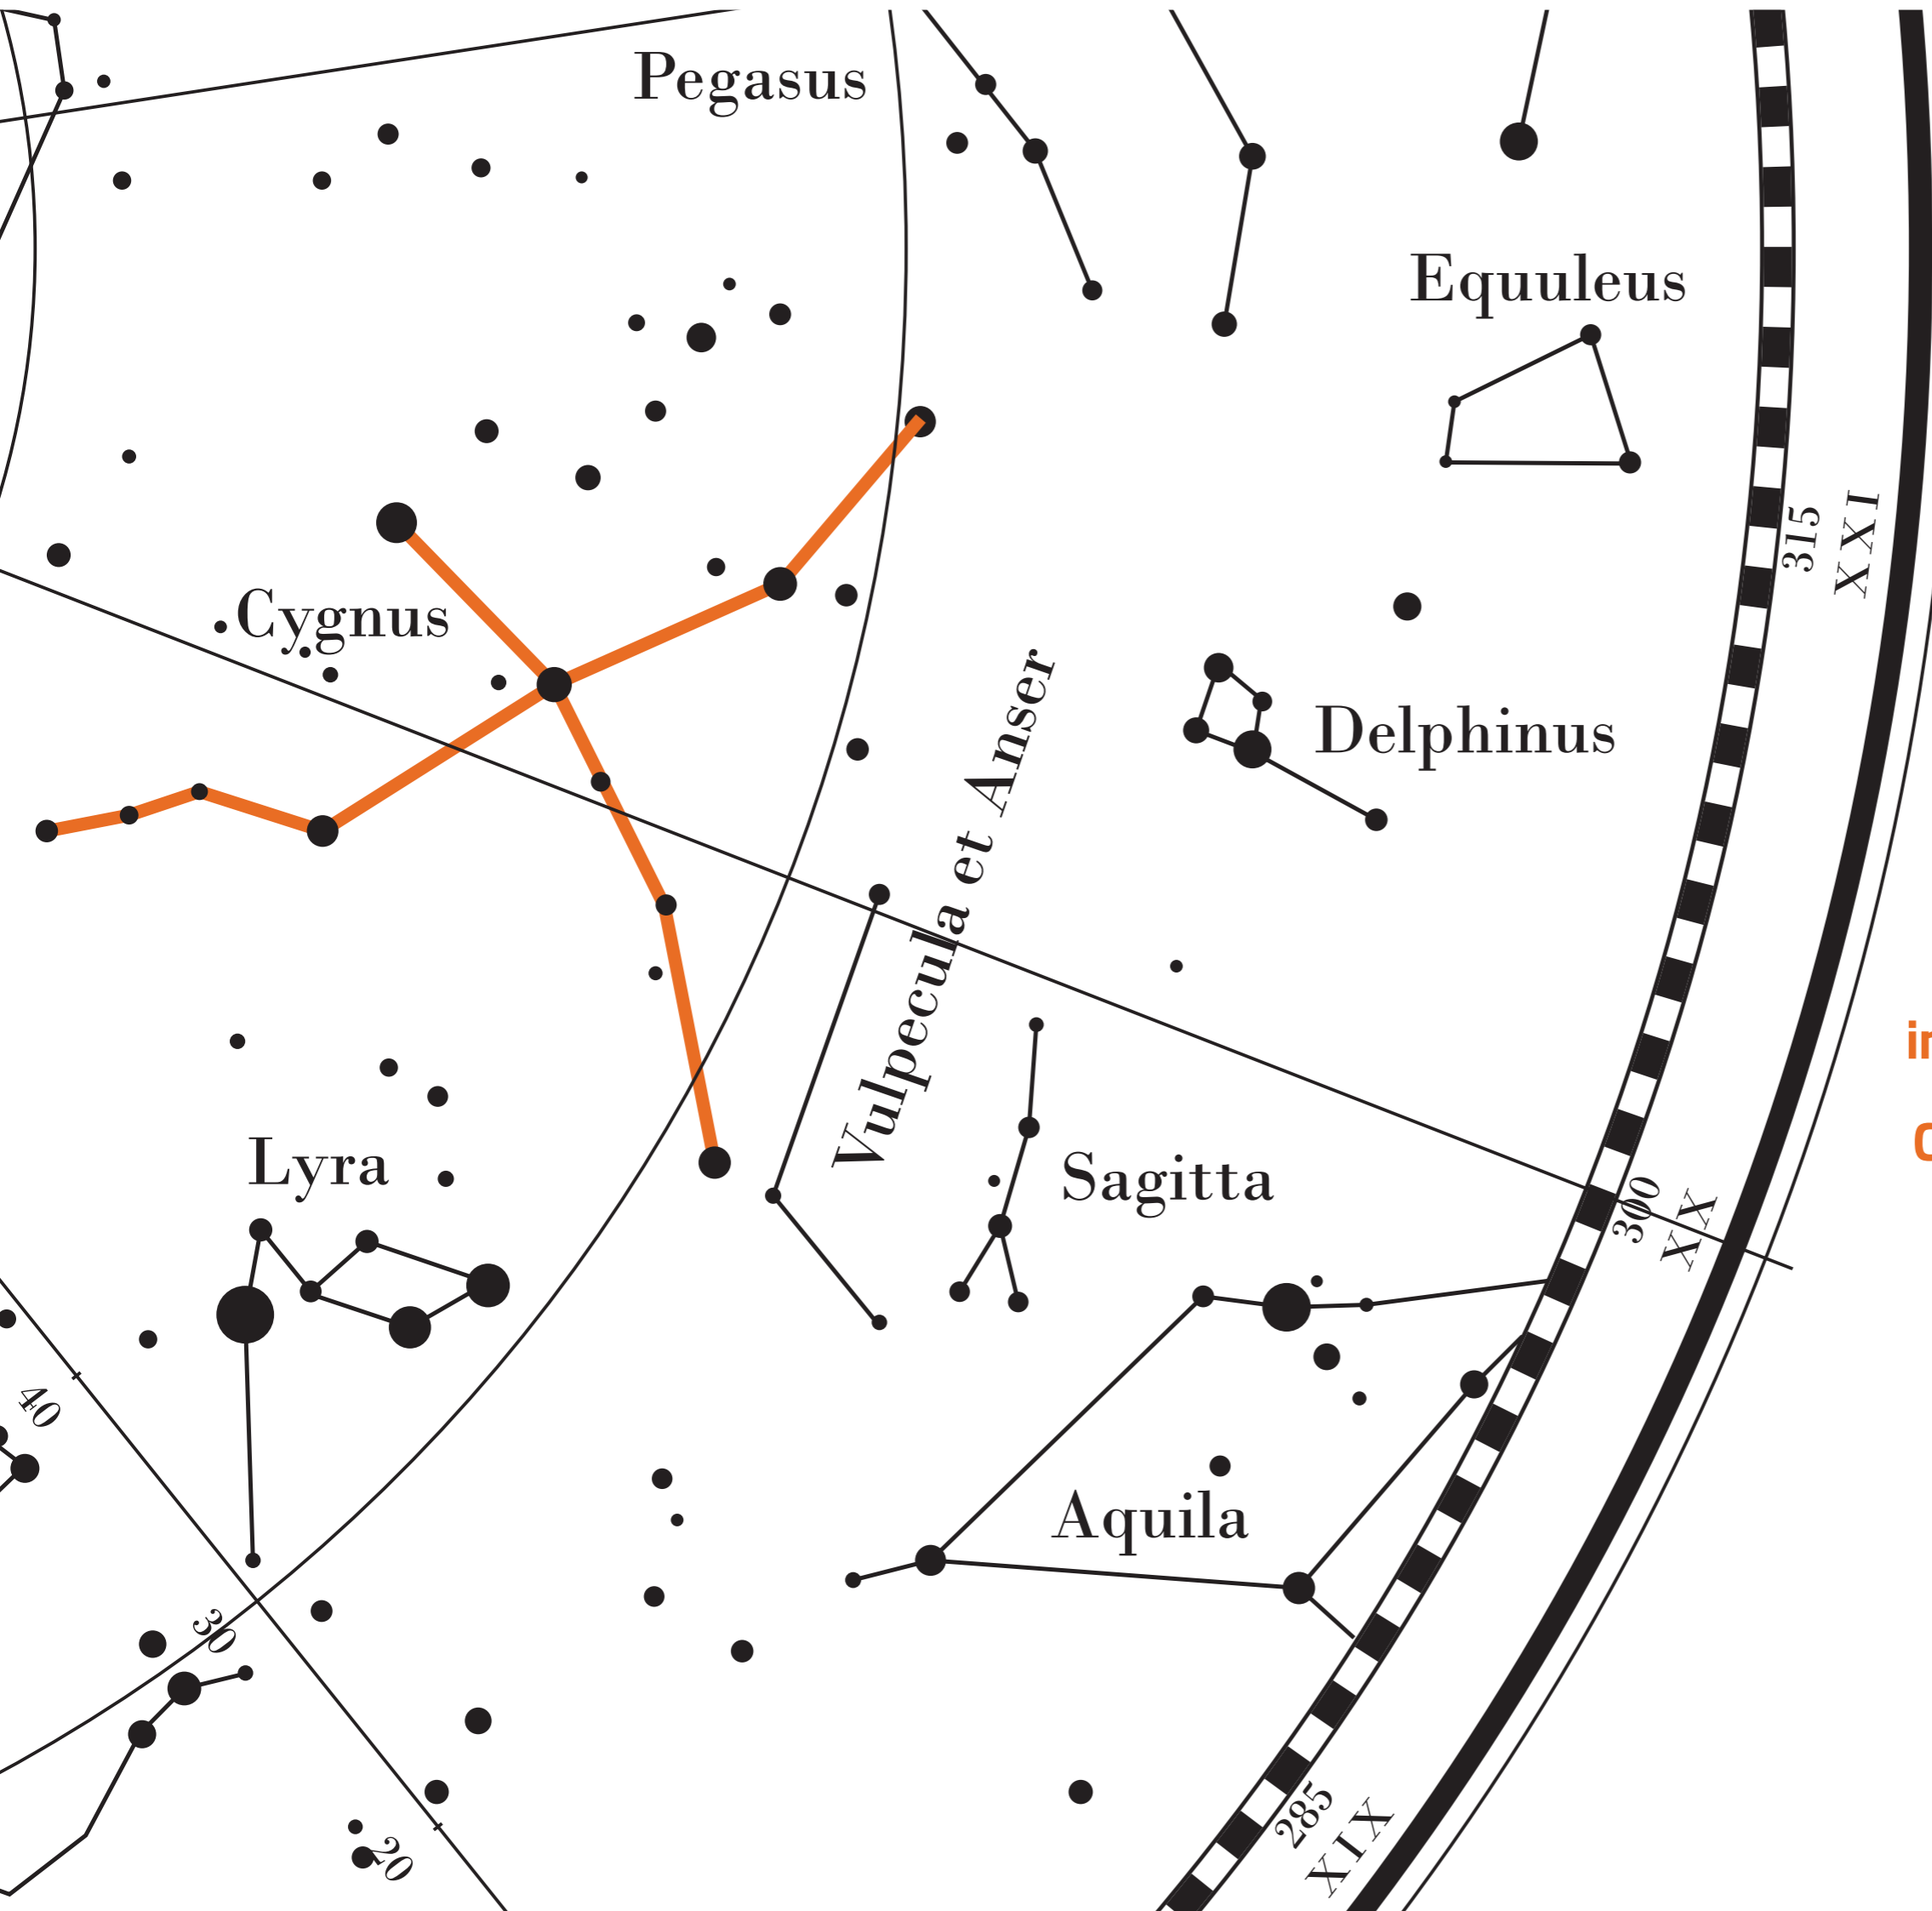 Pegasus
Equuleus
315
XXI
Cygnus
Delphinus
Vulpecula et Anser
Lyra
Sagitta
300
XX
40
Aquila
30
285
XIX
20